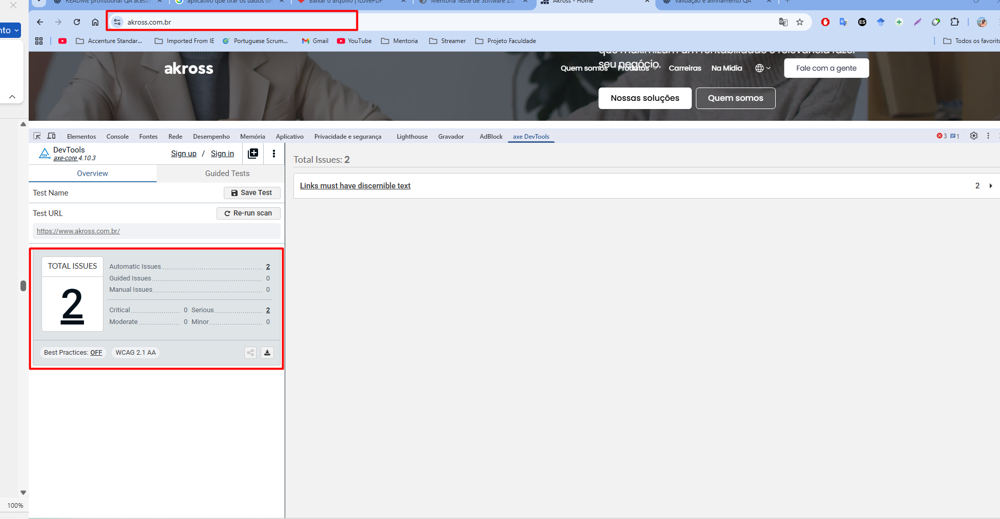 README profissional QA acess
aplicativo que tirar os dados se
Baixar o arquivo | iLovePDF
Mentoria Teste de Software 2.0
Akross - Home
Validação e alinhamento QA
nto
akross.com.br
Accenture Standar...
Imported From IE
Portuguese Scrum...
Gmail
YouTube
Mentoria
Streamer
Projeto Faculdade
Todos os favorito
que maximizam a
rentabilidade e relevância fazer
seu negócio.
akross
Quem somos
Produtos
Carreiras
Na Mídia
Fale com a gente
Nossas soluções
Quem somos
Elementos
Console
Fontes
Rede
Desempenho
Memória
Aplicativo
Privacidade e segurança
Lighthouse
Gravador
AdBlock
axe DevTools
3
1
ax
DevTools
axe-core 4.10.3
Sign up / Sign in
Overview
Guided Tests
Test Name
Save Test
Test URL
Re-run scan
https://www.akross.com.br/
TOTAL ISSUES
2
Automatic Issues 2
Guided Issues 0
Manual Issues 0
Critical 0 Serious 2
Moderate 0 Minor 0
Best Practices: OFF
WCAG 2.1 AA
Total Issues: 2
Links must have discernible text
2
100%